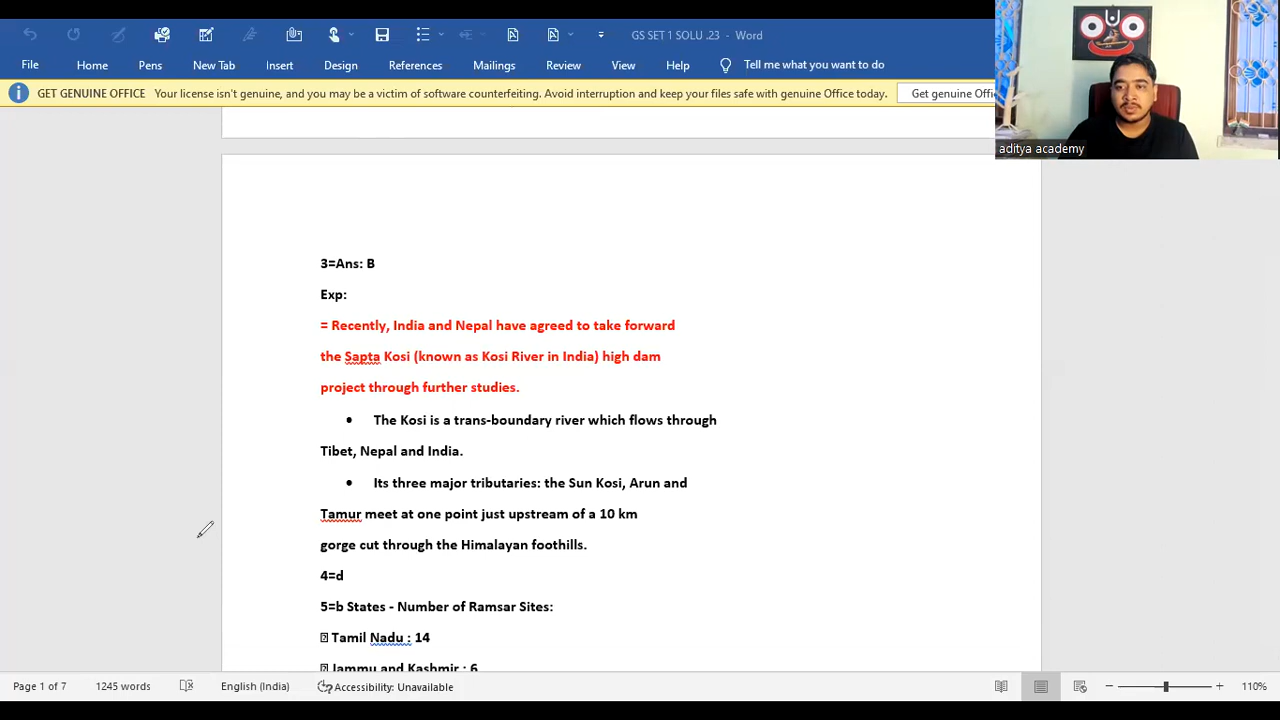 GS SET 1 SOLU .23 - Word
File Home Pens New Tab Insert Design References Mailings Review View Help Tell me what you want to do
GET GENUINE OFFICE Your license isn't genuine, and you may be a victim of software counterfeiting. Avoid interruption and keep your files safe with genuine Office today. Get genuine Offi
aditya academy
3=Ans: B
Exp:
= Recently, India and Nepal have agreed to take forward
the Sapta Kosi (known as Kosi River in India) high dam
project through further studies.
• The Kosi is a trans-boundary river which flows through
Tibet, Nepal and India.
• Its three major tributaries: the Sun Kosi, Arun and
Tamur meet at one point just upstream of a 10 km
gorge cut through the Himalayan foothills.
4=d
5=b States - Number of Ramsar Sites:
Tamil Nadu : 14
Jammu and Kashmir : 6
Page 1 of 7 1245 words English (India) Accessibility: Unavailable 110%